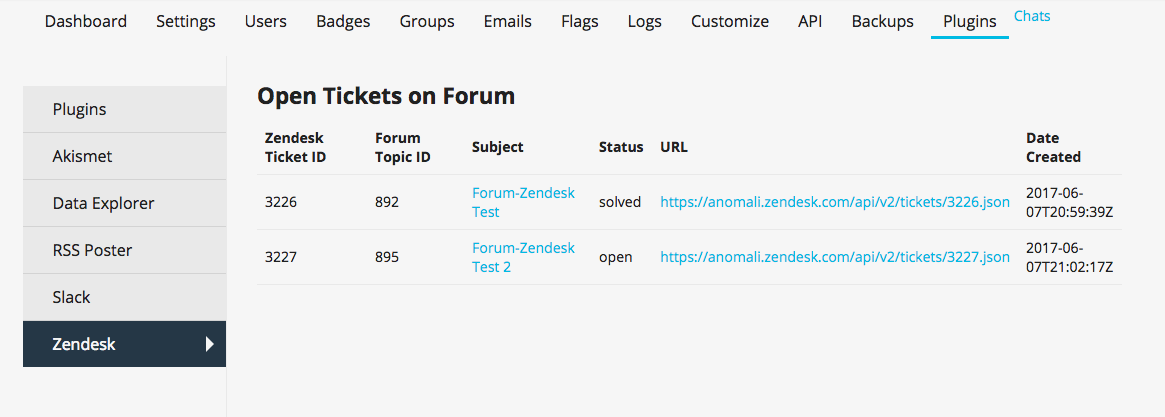 Dashboard Settings Users Badges Groups Emails Flags Logs Customize API Backups Plugins Chats
Plugins
Akismet
Data Explorer
RSS Poster
Slack
Zendesk
Open Tickets on Forum
Zendesk Ticket ID
Forum Topic ID
Subject
Status
URL
Date Created
3226
892
Forum-Zendesk
Test
solved
https://anomali.zendesk.com/api/v2/tickets/3226.json
2017-06-
07T20:59:39Z
3227
895
Forum-Zendesk
Test 2
open
https://anomali.zendesk.com/api/v2/tickets/3227.json
2017-06-
07T21:02:17Z